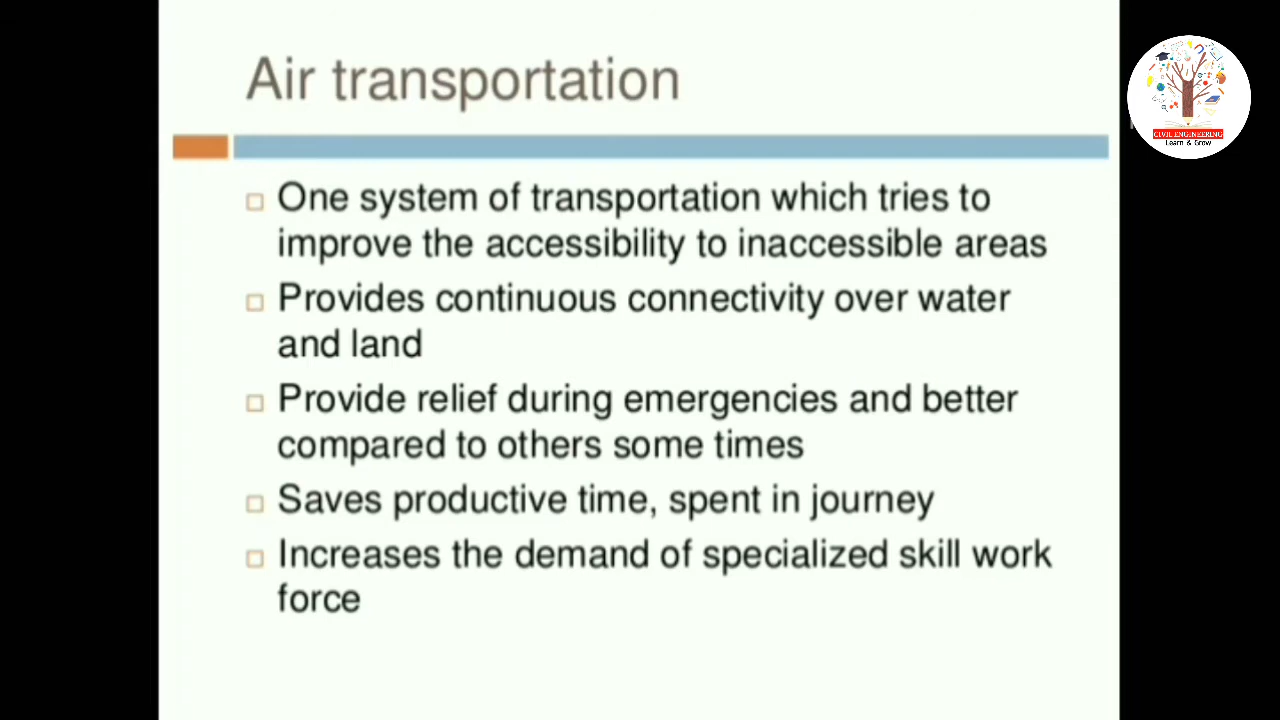 Air transportation
One system of transportation which tries to
improve the accessibility to inaccessible areas
Provides continuous connectivity over water
and land
Provide relief during emergencies and better
compared to others some times
Saves productive time, spent in journey
Increases the demand of specialized skill work
force
CIVIL ENGINEERING
Learn & Grow